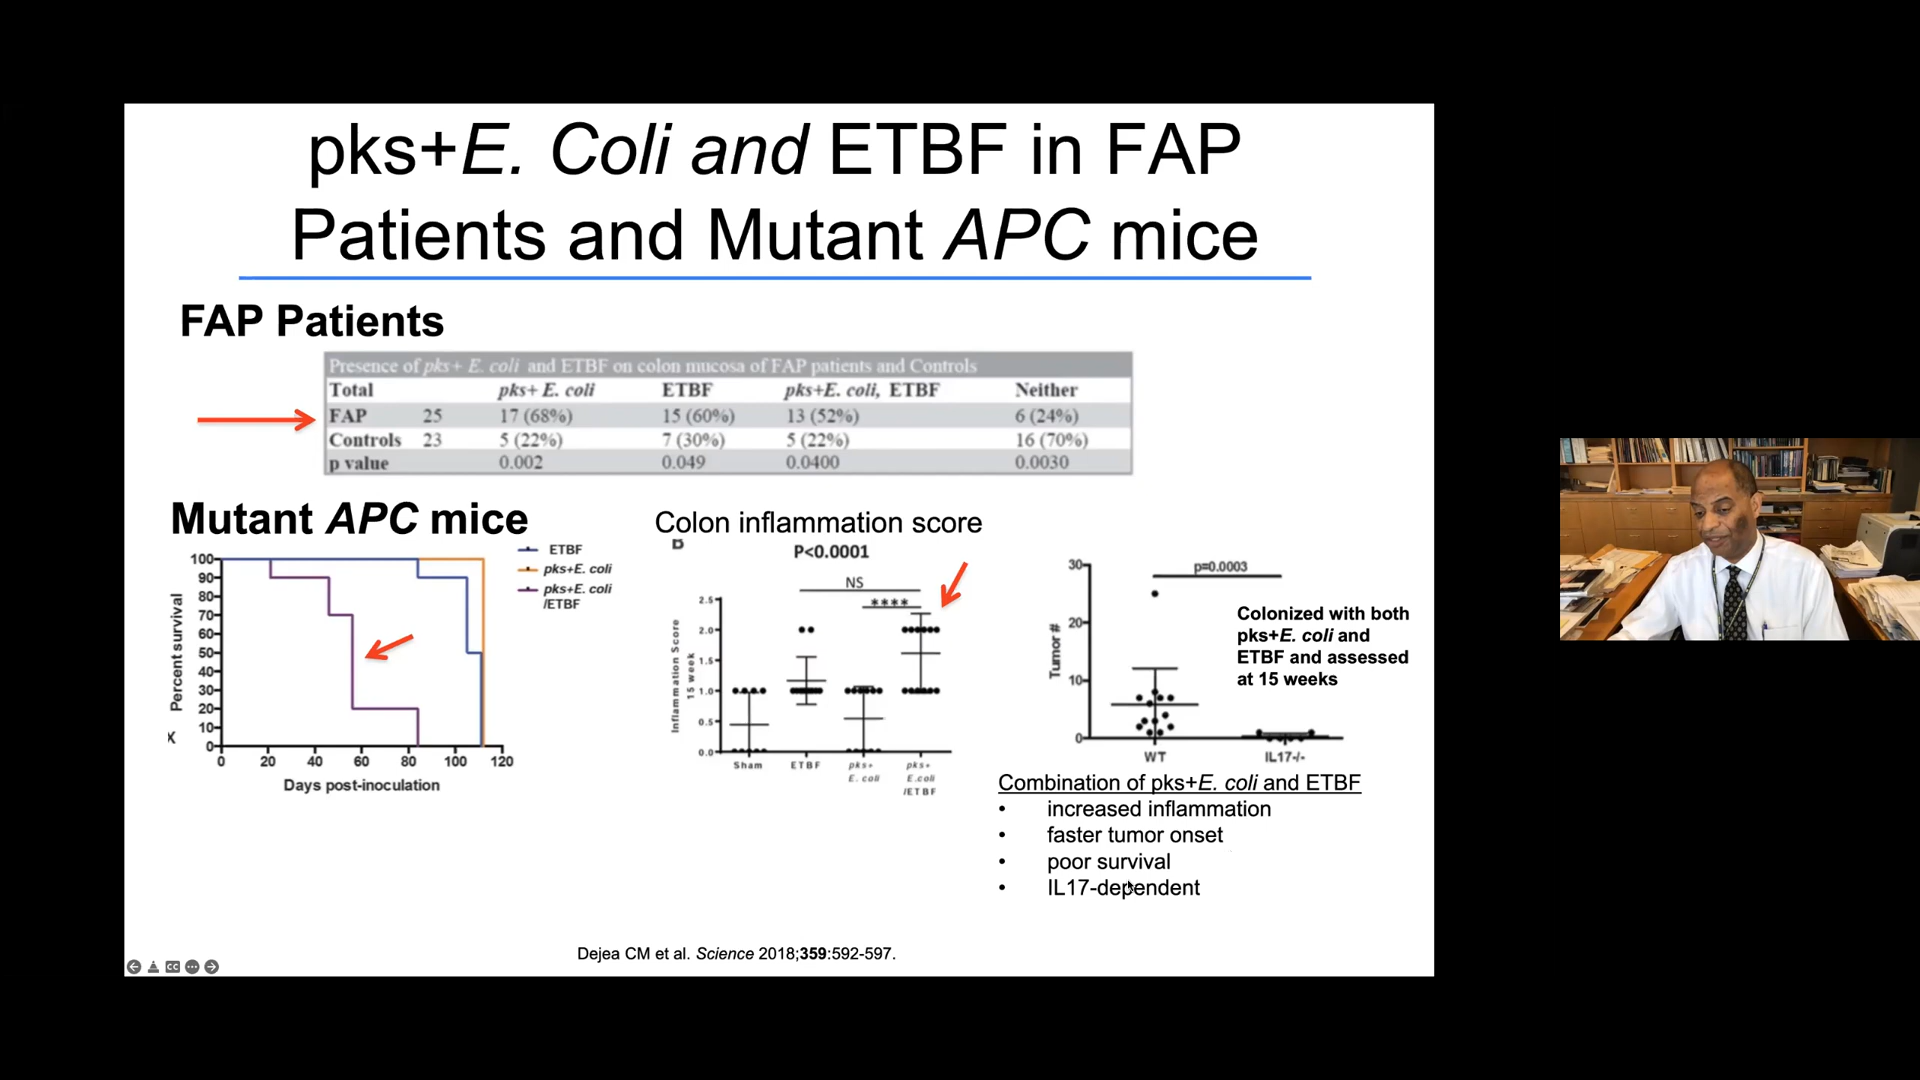 pks+E. Coli and ETBF in FAP
Patients and Mutant APC mice
FAP Patients
Presence of pks+ E. coli and ETBF on colon mucosa of FAP patients and Controls
Total pks+ E. coli ETBF pks+E. coli, ETBF Neither
FAP 25 17 (68%) 15 (60%) 13 (52%) 6 (24%)
Controls 23 5 (22%) 7 (30%) 5 (22%) 16 (70%)
p value 0.002 0.049 0.0400 0.0030
Mutant APC mice
ETBF
pks+E. coli
pks+E. coli
/ETBF
Percent survival
100
90
80
70
60
50
40
30
20
10
0
X
0 20 40 60 80 100 120
Days post-inoculation
Colon inflammation score
P<0.0001
NS
****
Inflammation Score
15 week
2.5
2.0
1.5
1.0
0.5
0.0
Sham ETBF pks+ pks+
E. coli E.coli
/ETBF
p=0.0003
Tumor #
30
20
10
0
WT IL17-/-
Colonized with both
pks+E. coli and
ETBF and assessed
at 15 weeks
Combination of pks+E. coli and ETBF
• increased inflammation
• faster tumor onset
• poor survival
• IL17-dependent
Dejea CM et al. Science 2018;359:592-597.
CC